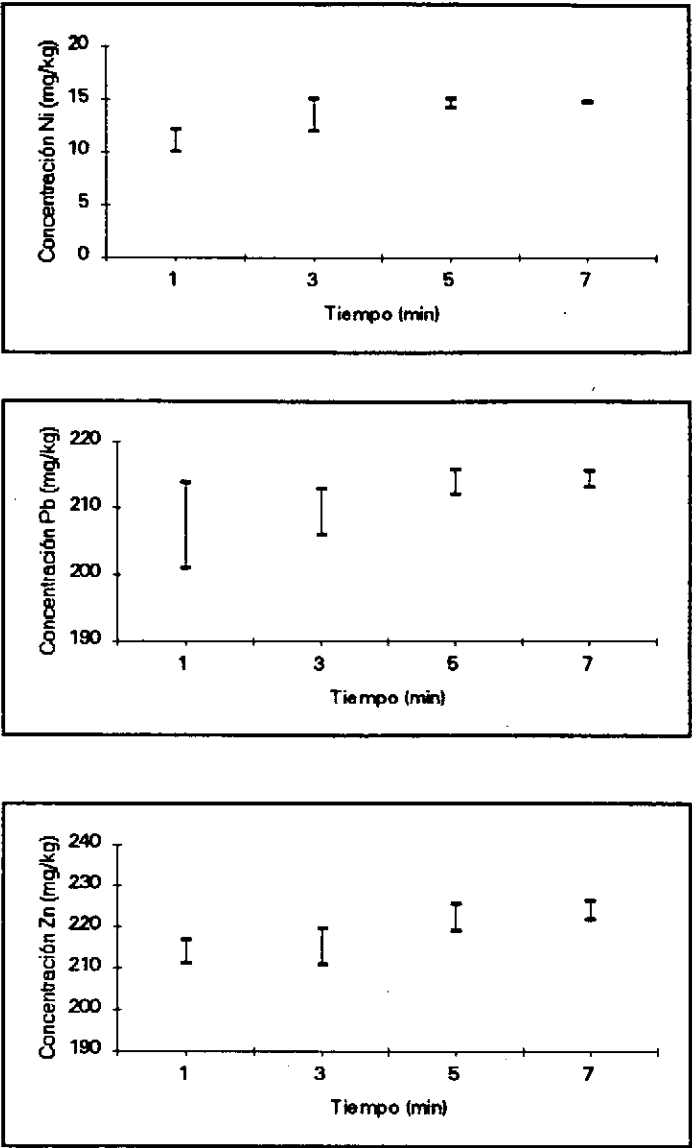 Concentración Ni (mg/kg)
20
15
10
5
0
1 3 5 7
Tiempo (min)
Concentración Pb (mg/kg)
220
210
200
190
1 3 5 7
Tiempo (min)
Concentración Zn (mg/kg)
240
230
220
210
200
190
1 3 5 7
Tiempo (min)